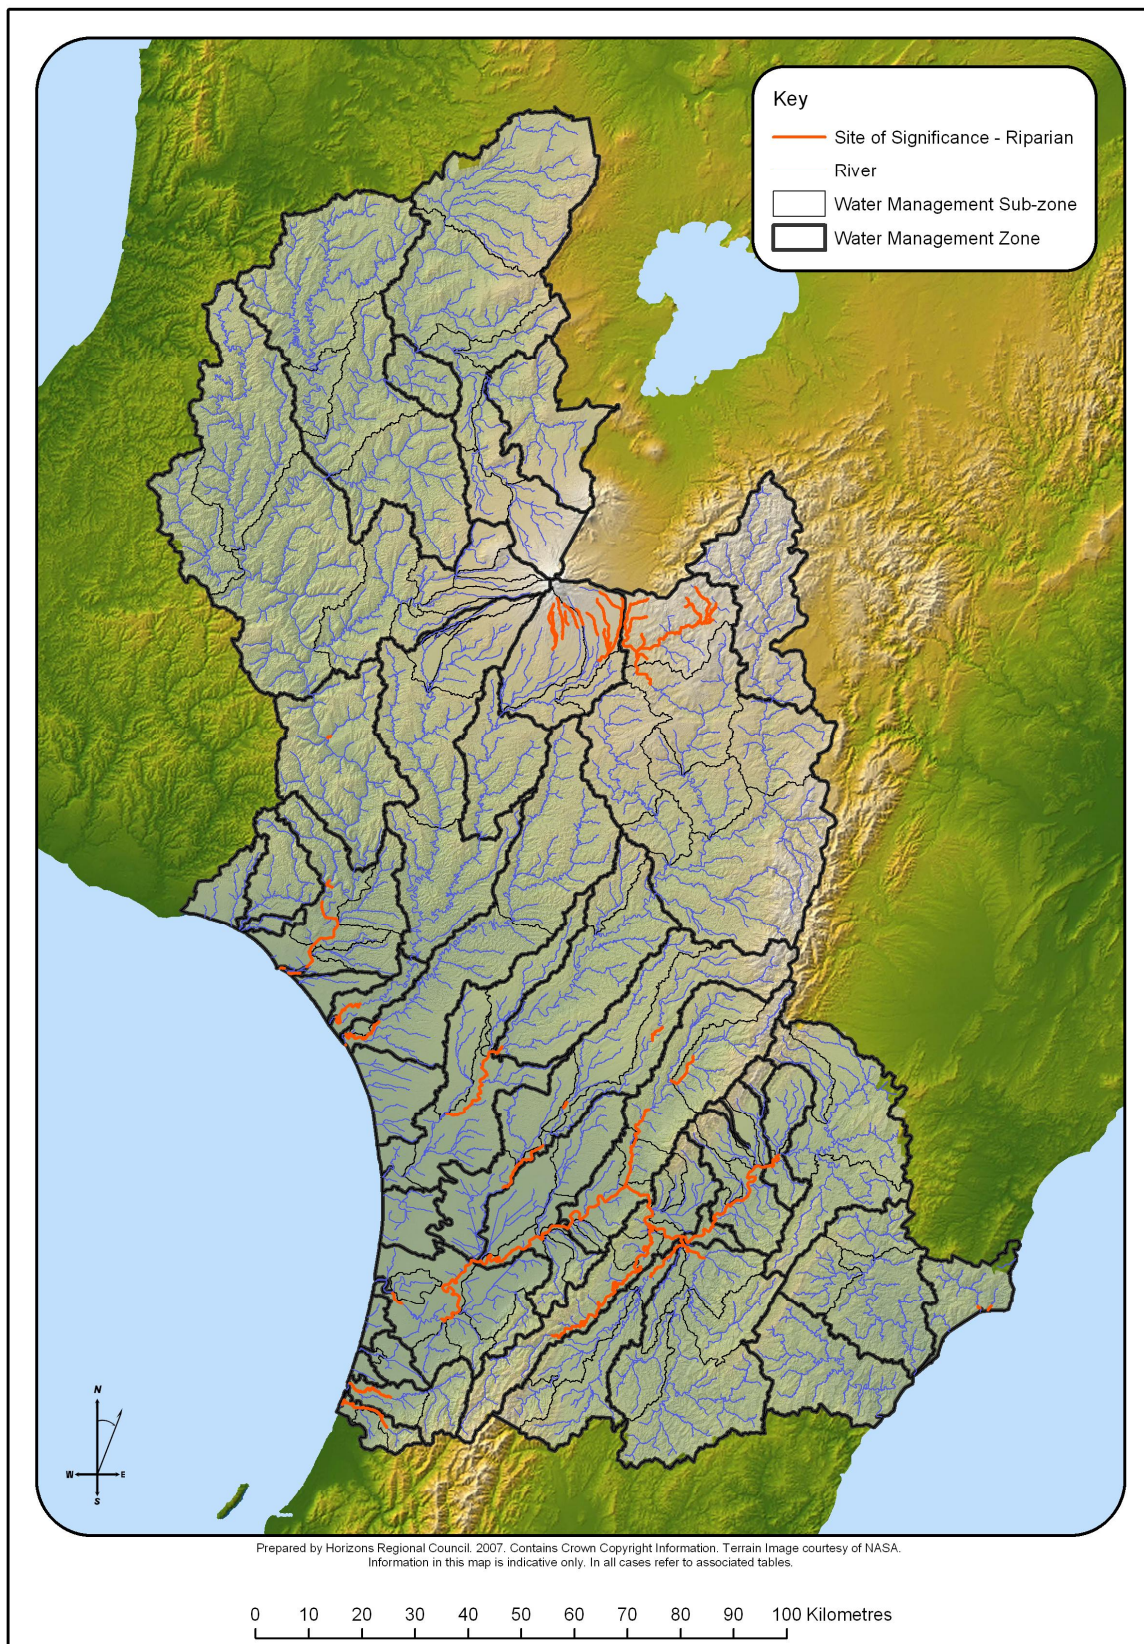 Key
Site of Significance - Riparian
River
Water Management Sub-zone
Water Management Zone
N
W E
S
Prepared by Horizons Regional Council. 2007. Contains Crown Copyright Information. Terrain Image courtesy of NASA.
Information in this map is indicative only. In all cases refer to associated tables.
0 10 20 30 40 50 60 70 80 90 100 Kilometres